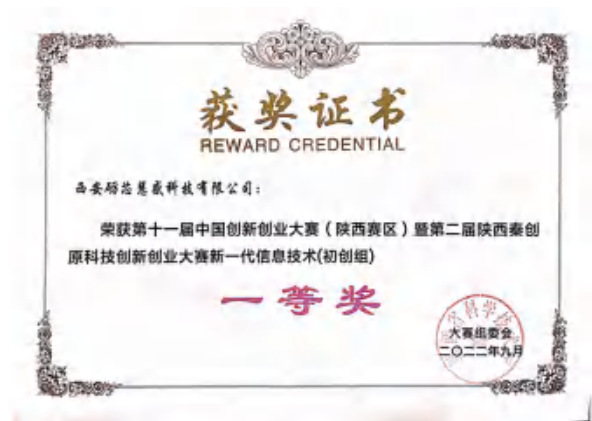 获奖证书
REWARD CREDENTIAL
西安硕芯慧感科技有限公司：
荣获第十一届中国创新创业大赛（陕西赛区）暨第二届陕西秦创
原科技创新创业大赛新一代信息技术(初创组)
一等奖
大赛组委会
二〇二二年九月